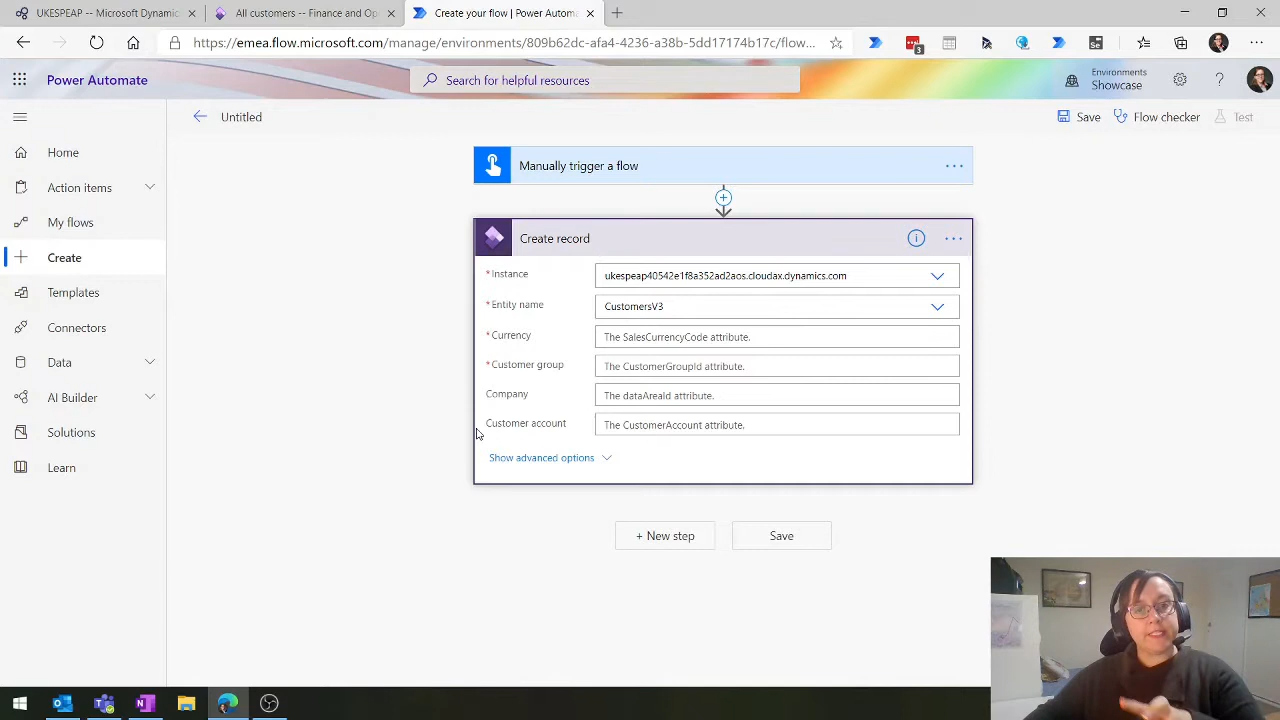 UKESPEAP -- Microsoft Dynamic
All customers -- Finance and Op
Create your flow | Power Automa
https://emea.flow.microsoft.com/manage/environments/809b62dc-afa4-4236-a38b-5dd17174b17c/flow...
3
Se
Power Automate
Search for helpful resources
Environments
Showcase
Untitled
Save
Flow checker
Test
Home
Action items
My flows
Create
Templates
Connectors
Data
AI Builder
Solutions
Learn
Manually trigger a flow
Create record
* Instance
ukespeap40542e1f8a352ad2aos.cloudax.dynamics.com
* Entity name
CustomersV3
* Currency
The SalesCurrencyCode attribute.
* Customer group
The CustomerGroupId attribute.
Company
The dataAreaId attribute.
Customer account
The CustomerAccount attribute.
Show advanced options
+ New step
Save